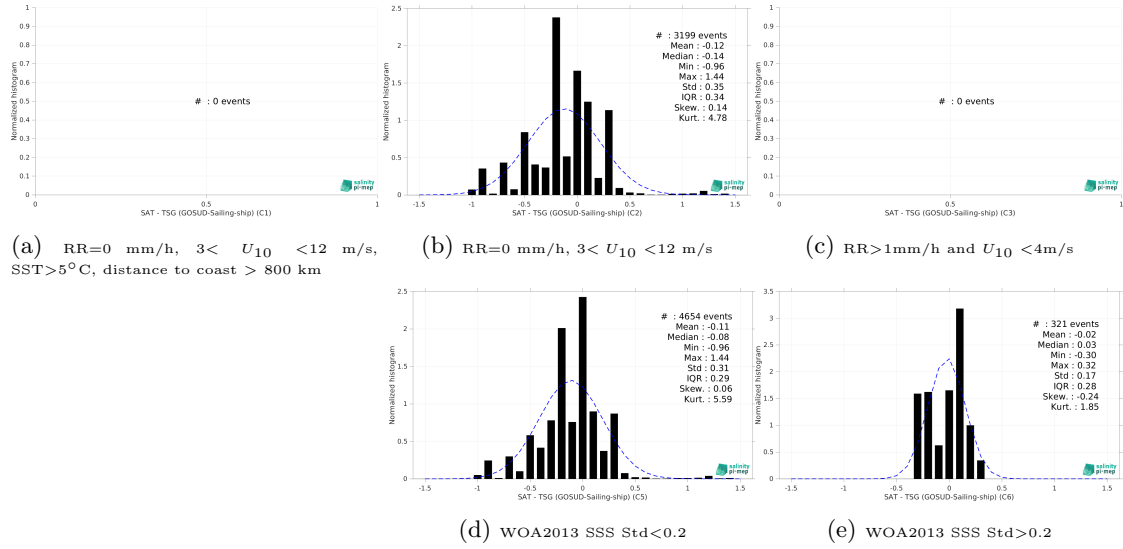 1
0.9
0.8
0.7
0.6
0.5
0.4
0.3
0.2
0.1
0
Normalized histogram
# : 0 events
0 0.5 1
SAT - TSG (GOSUD-Sailing-ship) (C1)
salinity
pi-mep
(a) RR=0 mm/h, 3< U10 <12 m/s,
SST>5°C, distance to coast > 800 km
2.5
2
1.5
1
0.5
0
Normalized histogram
# : 3199 events
Mean : -0.12
Median : -0.14
Min : -0.96
Max : 1.44
Std : 0.35
IQR : 0.34
Skew. : 0.14
Kurt. : 4.78
-1.5 -1 -0.5 0 0.5 1 1.5
SAT - TSG (GOSUD-Sailing-ship) (C2)
salinity
pi-mep
(b) RR=0 mm/h, 3< U10 <12 m/s
1
0.9
0.8
0.7
0.6
0.5
0.4
0.3
0.2
0.1
0
Normalized histogram
# : 0 events
0 0.5 1
SAT - TSG (GOSUD-Sailing-ship) (C3)
salinity
pi-mep
(c) RR>1mm/h and U10 <4m/s
2.5
2
1.5
1
0.5
0
Normalized histogram
# : 4654 events
Mean : -0.11
Median : -0.08
Min : -0.96
Max : 1.44
Std : 0.31
IQR : 0.29
Skew. : 0.06
Kurt. : 5.59
-1.5 -1 -0.5 0 0.5 1 1.5
SAT - TSG (GOSUD-Sailing-ship) (C5)
salinity
pi-mep
(d) WOA2013 SSS Std<0.2
3.5
3
2.5
2
1.5
1
0.5
0
Normalized histogram
# : 321 events
Mean : -0.02
Median : 0.03
Min : -0.30
Max : 0.32
Std : 0.17
IQR : 0.28
Skew. : -0.24
Kurt. : 1.85
-1.5 -1 -0.5 0 0.5 1 1.5
SAT - TSG (GOSUD-Sailing-ship) (C6)
salinity
pi-mep
(e) WOA2013 SSS Std>0.2